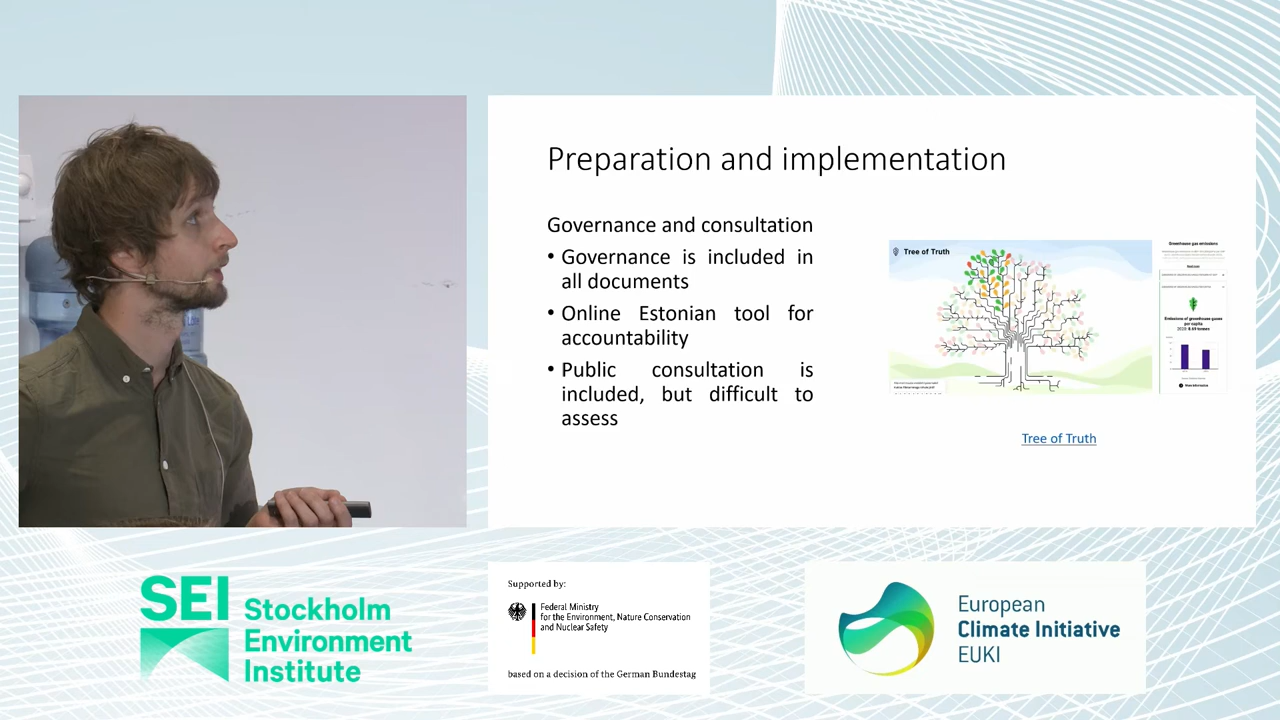 Preparation and implementation
Governance and consultation
• Governance is included in
all documents
• Online Estonian tool for
accountability
• Public consultation is
included, but difficult to
assess
Tree of Truth
Greenhouse gas emissions
Emissions of greenhouse gases
per capita
Tree of Truth
SEI Stockholm
Environment
Institute
Supported by:
Federal Ministry
for the Environment, Nature Conservation
and Nuclear Safety
based on a decision of the German Bundestag
European
Climate Initiative
EUKI